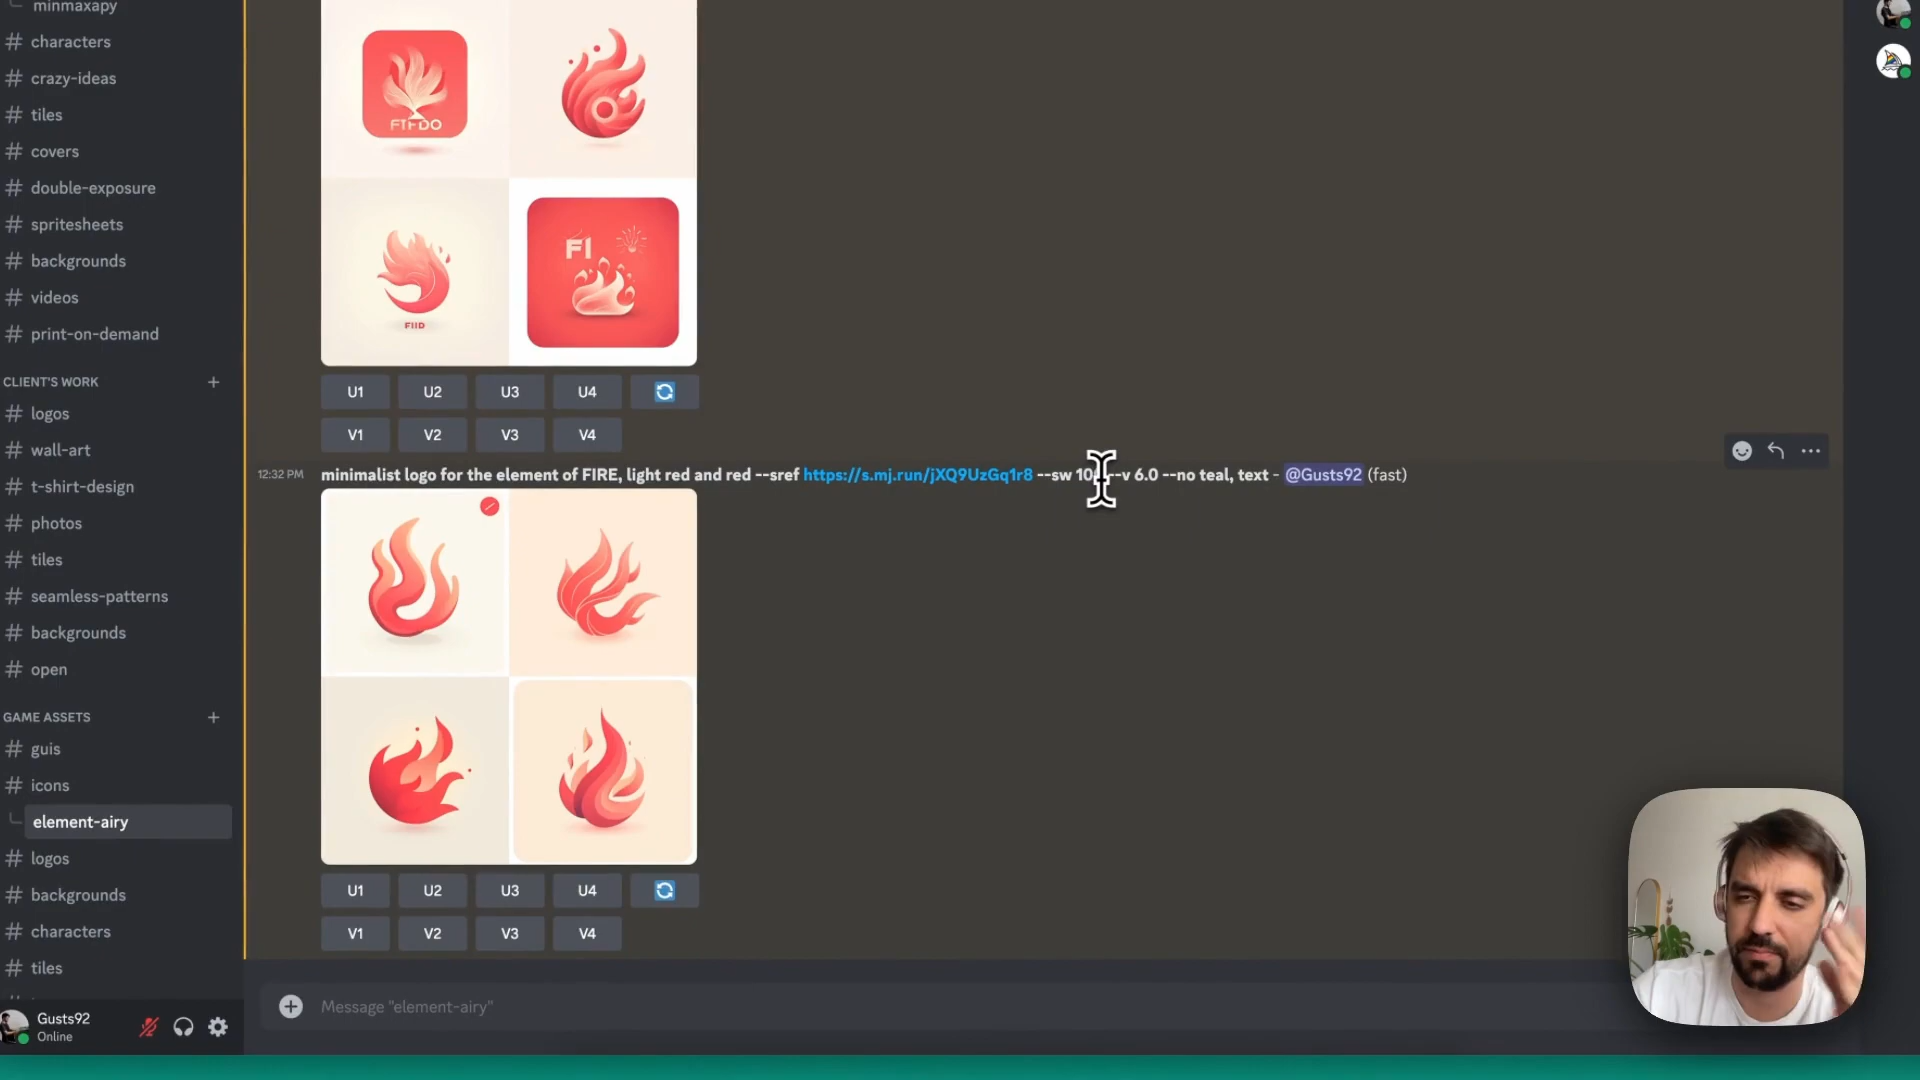 minmaxapy
# characters
# crazy-ideas
# tiles
# covers
# double-exposure
# spritesheets
# backgrounds
# videos
# print-on-demand
CLIENT'S WORK +
# logos
# wall-art
# t-shirt-design
# photos
# tiles
# seamless-patterns
# backgrounds
# open
GAME ASSETS +
# guis
# icons
element-airy
# logos
# backgrounds
# characters
# tiles
Gusts92
Online
FIFDO
FIID
FI
U1 U2 U3 U4
V1 V2 V3 V4
12:32 PM minimalist logo for the element of FIRE, light red and red --sref https://s.mj.run/jXQ9UzGq1r8 --sw --v 6.0 --no teal, text - @Gusts92 (fast)
U1 U2 U3 U4
V1 V2 V3 V4
Message "element-airy"